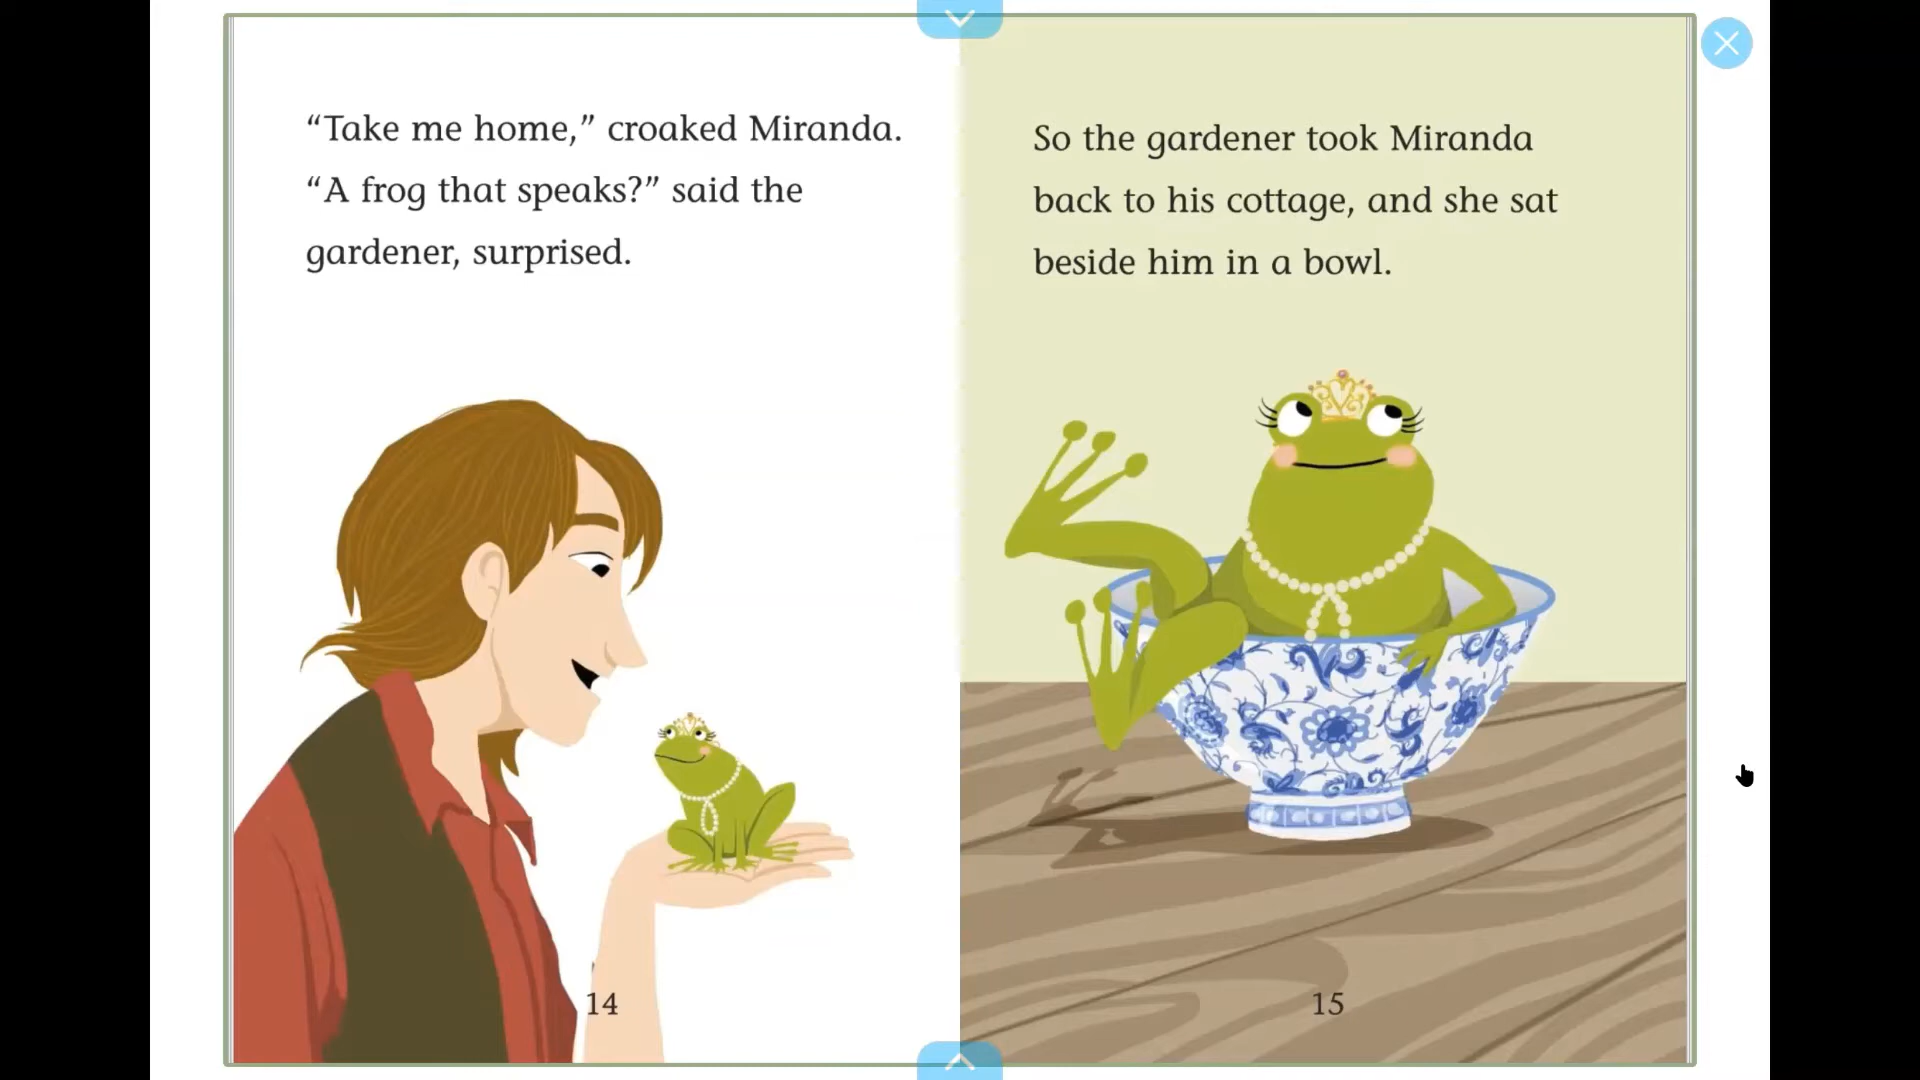 “Take me home,” croaked Miranda.
“A frog that speaks?” said the
gardener, surprised.
14
So the gardener took Miranda
back to his cottage, and she sat
beside him in a bowl.
15